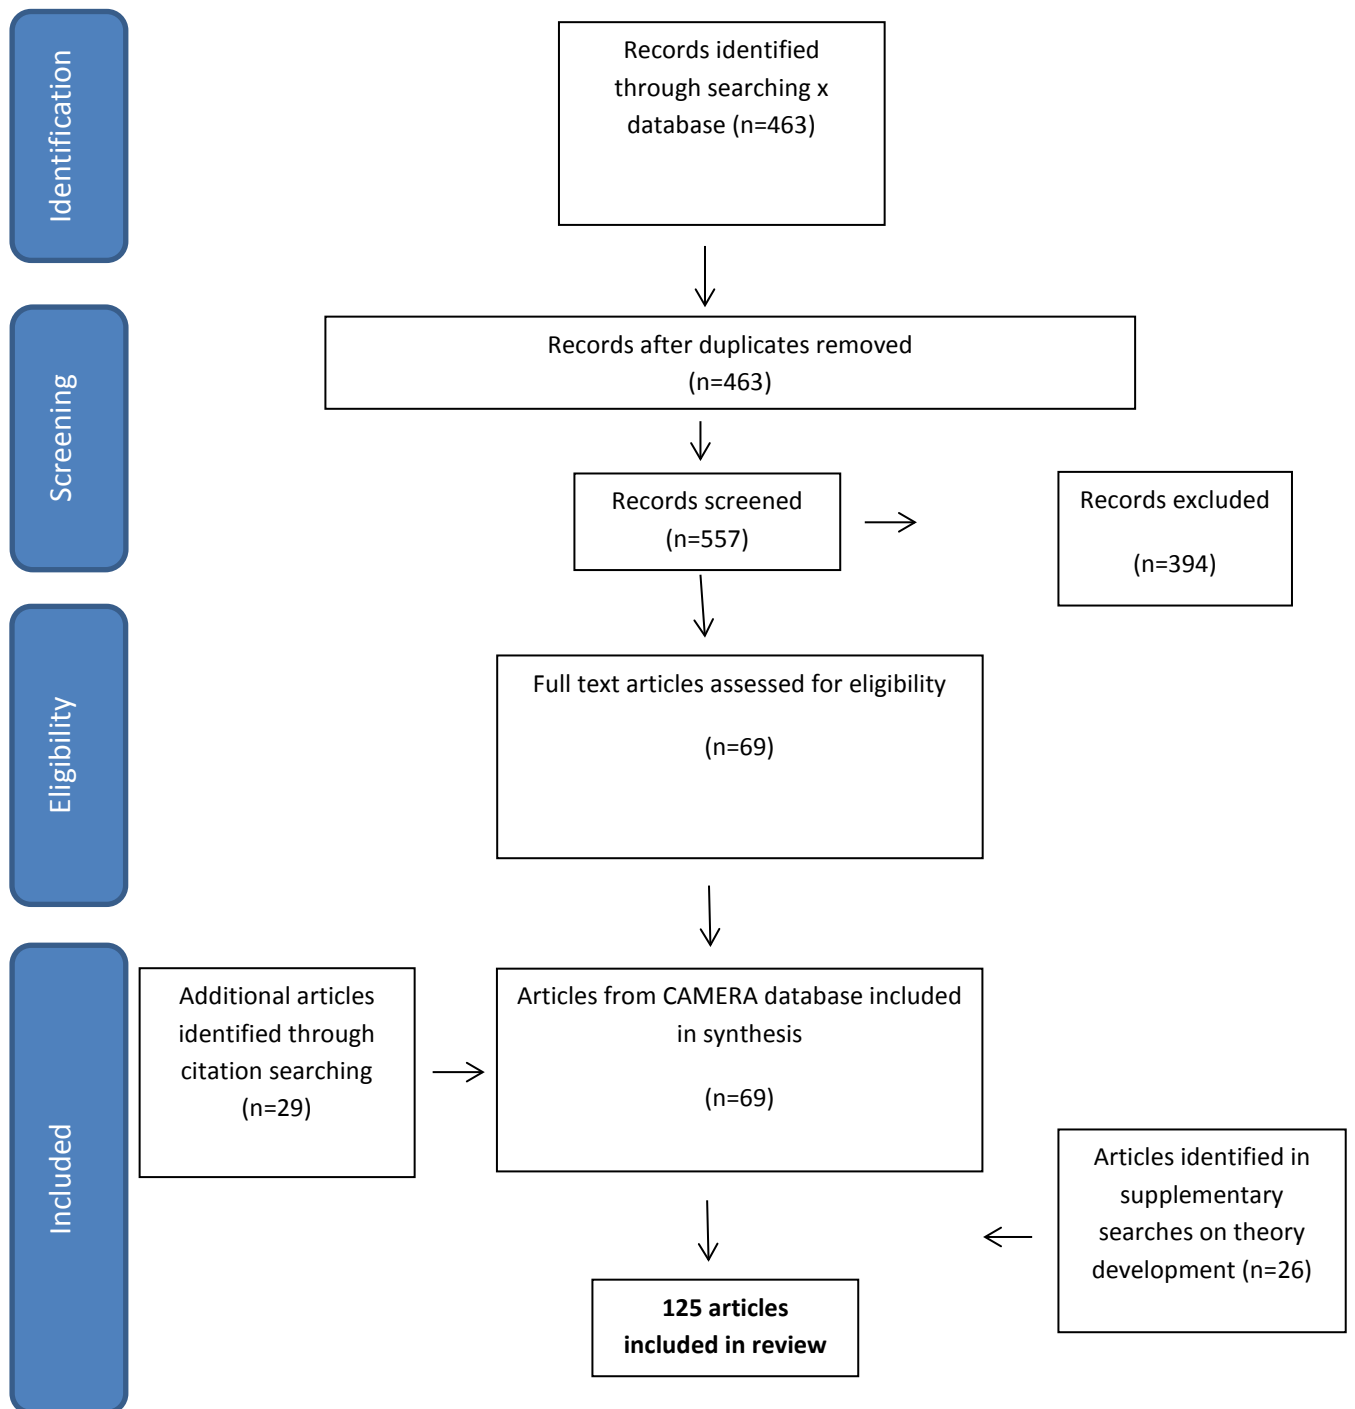 Identification
Records identified
through searching x
database (n=463)
Screening
Records after duplicates removed
(n=463)
Records screened
(n=557)
Records excluded
(n=394)
Eligibility
Full text articles assessed for eligibility
(n=69)
Included
Additional articles
identified through
citation searching
(n=29)
Articles from CAMERA database included
in synthesis
(n=69)
Articles identified in
supplementary
searches on theory
development (n=26)
125 articles
included in review